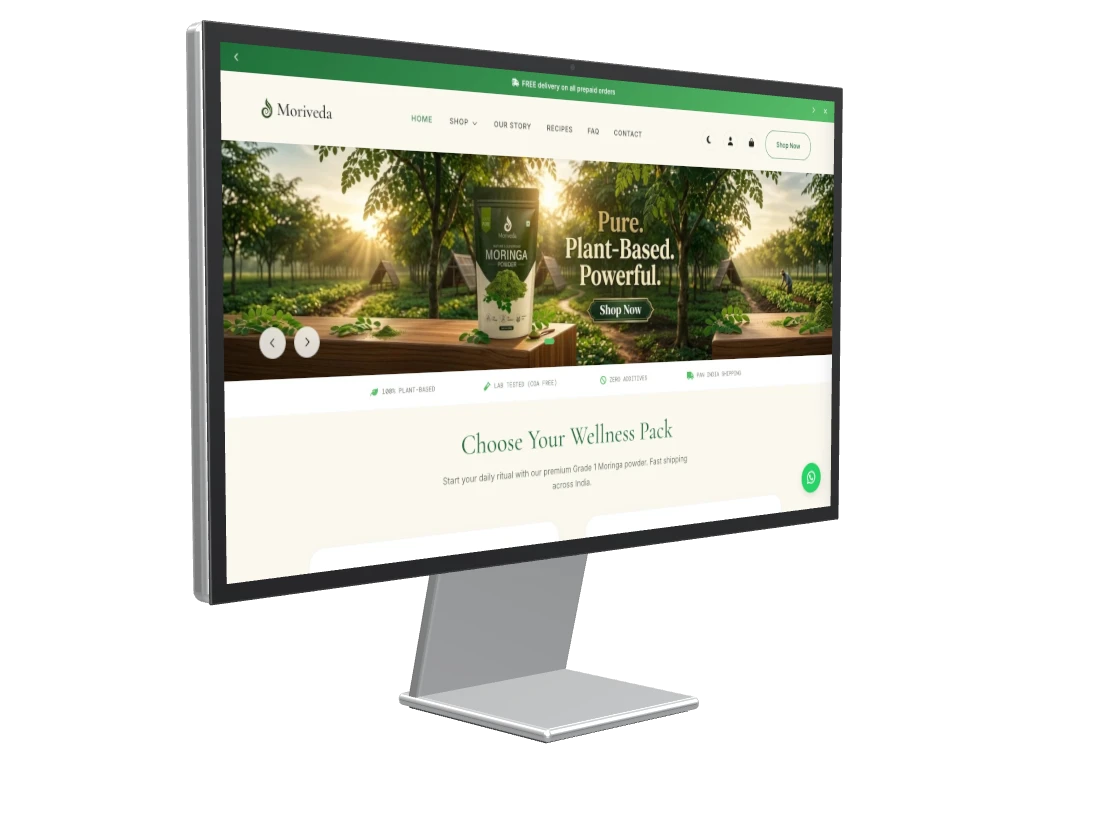 FREE delivery on all prepaid orders
Moriveda
HOME SHOP OUR STORY RECIPES FAQ CONTACT
Shop Now
Moriveda
MORINGA
POWDER
Pure.
Plant-Based.
Powerful.
Shop Now
100% PLANT-BASED LAB TESTED (COA FREE) ZERO ADDITIVES PAN INDIA SHIPPING
Choose Your Wellness Pack
Start your daily ritual with our premium Grade 1 Moringa powder. Fast shipping
across India.